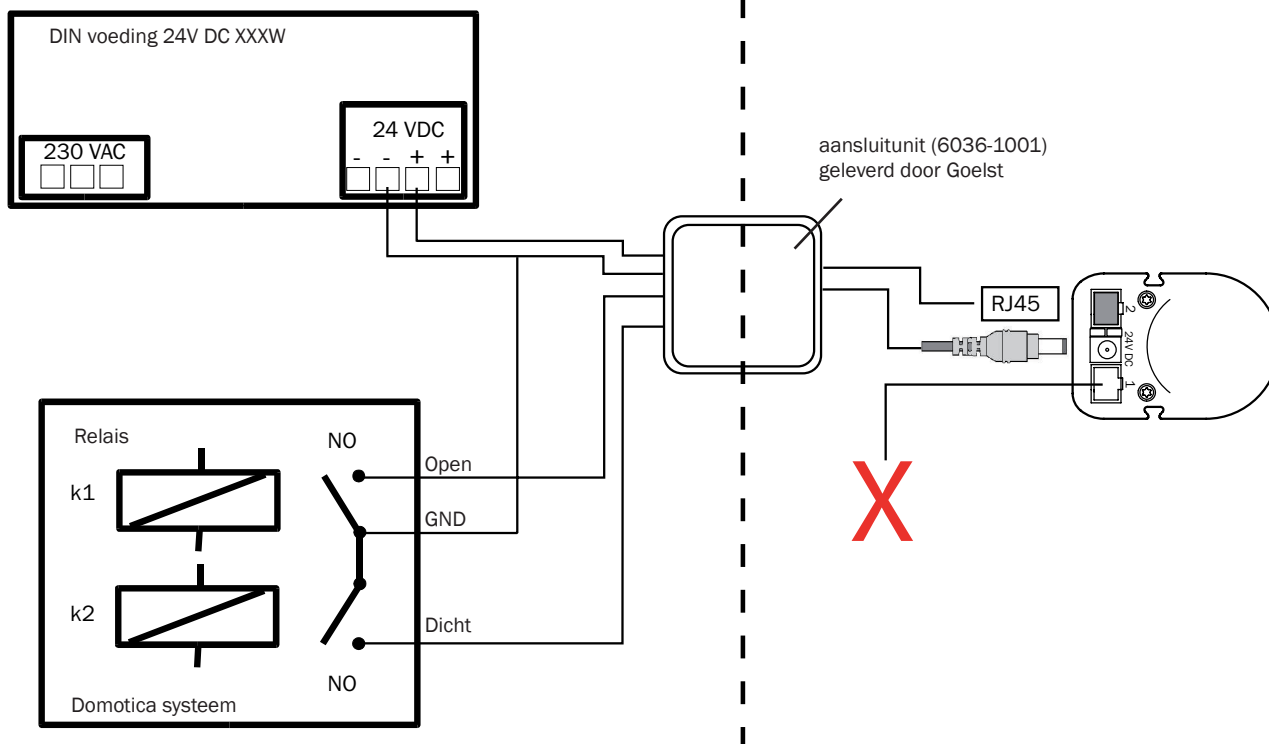 DIN voeding 24V DC XXXW
24 VDC
- - + +
230 VAC
aansluitunit (6036-1001)
geleverd door Goelst
RJ45
2
24V DC
1
X
Relais
NO
k1
Open
GND
k2
Dicht
NO
Domotica systeem